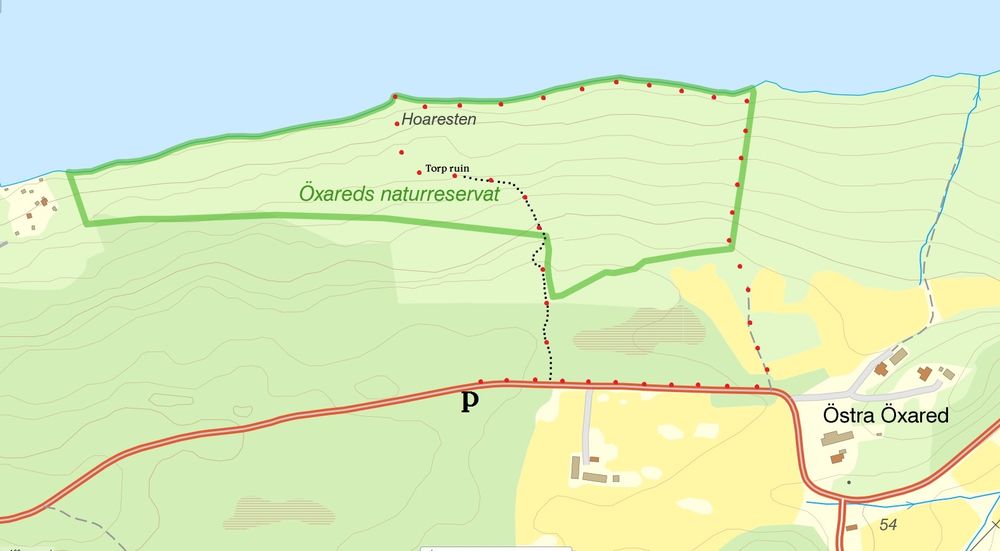 Hoaresten
Torp ruin
Öxareds naturreservat
p
Östra Öxared
54